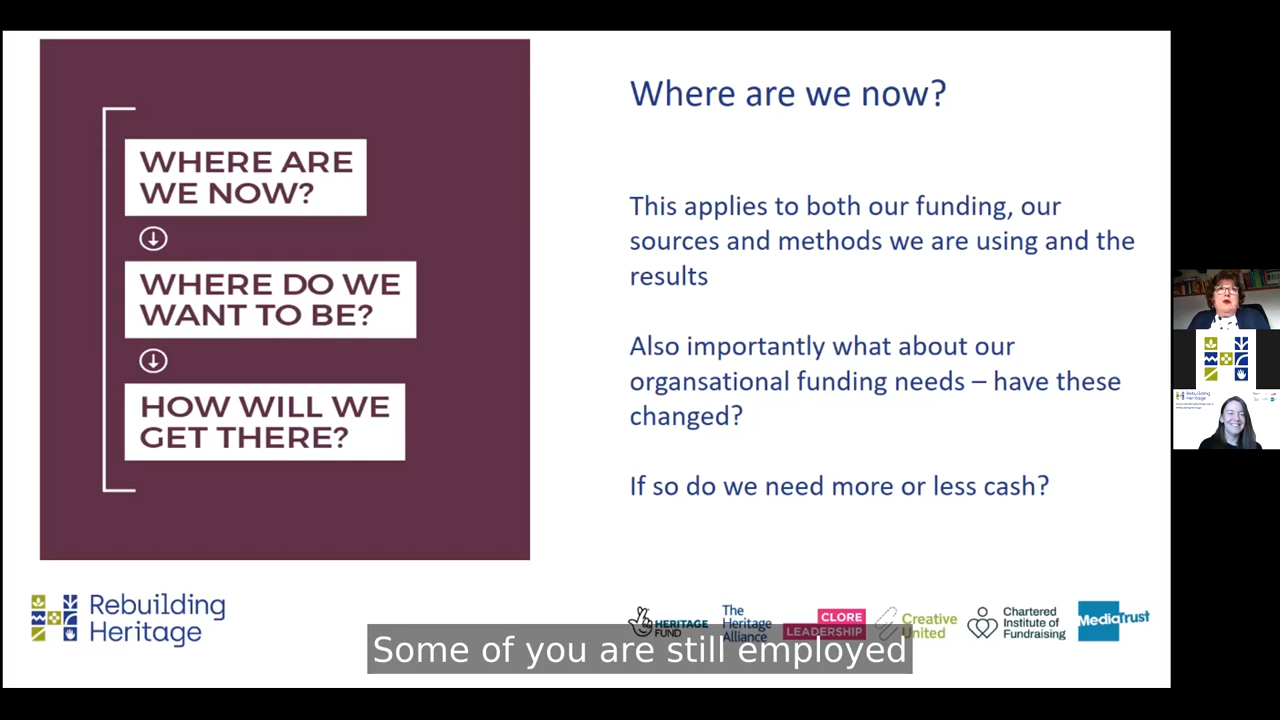 WHERE ARE
WE NOW?
WHERE DO WE
WANT TO BE?
HOW WILL WE
GET THERE?
Where are we now?
This applies to both our funding, our
sources and methods we are using and the
results
Also importantly what about our
organsational funding needs – have these
changed?
If so do we need more or less cash?
Rebuilding
Heritage
HERITAGE
FUND
The
Heritage
Alliance
CLORE
LEADERSHIP
Creative
United
Chartered
Institute of
Fundraising
MediaTrust
Some of you are still employed
Rebuilding
Heritage